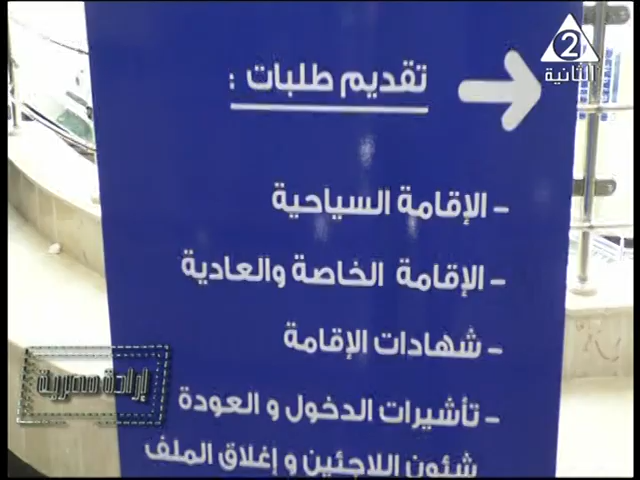 2
الثانية
تقديم طلبات :
- الإقامة السياحية
- الإقامة الخاصة والعادية
- شهادات الإقامة
- تأشيرات الدخول و العودة
شئون اللاجئين و إغلاق الملف
إرادة مصرية